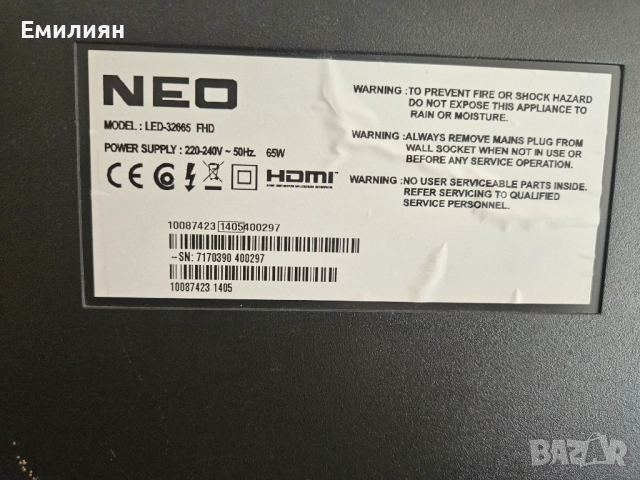 Емилиян
NEO
MODEL : LED-32665 FHD
POWER SUPPLY : 220-240V ~ 50Hz. 65W
HDMI
10087423 1405 400297
--SN: 7170390 400297
10087423 1405
WARNING :TO PREVENT FIRE OR SHOCK HAZARD
DO NOT EXPOSE THIS APPLIANCE TO
RAIN OR MOISTURE.
WARNING :ALWAYS REMOVE MAINS PLUG FROM
WALL SOCKET WHEN NOT IN USE OR
BEFORE ANY SERVICE OPERATION.
WARNING :NO USER SERVICEABLE PARTS INSIDE.
REFER SERVICING TO QUALIFIED
SERVICE PERSONNEL.
BAZAR